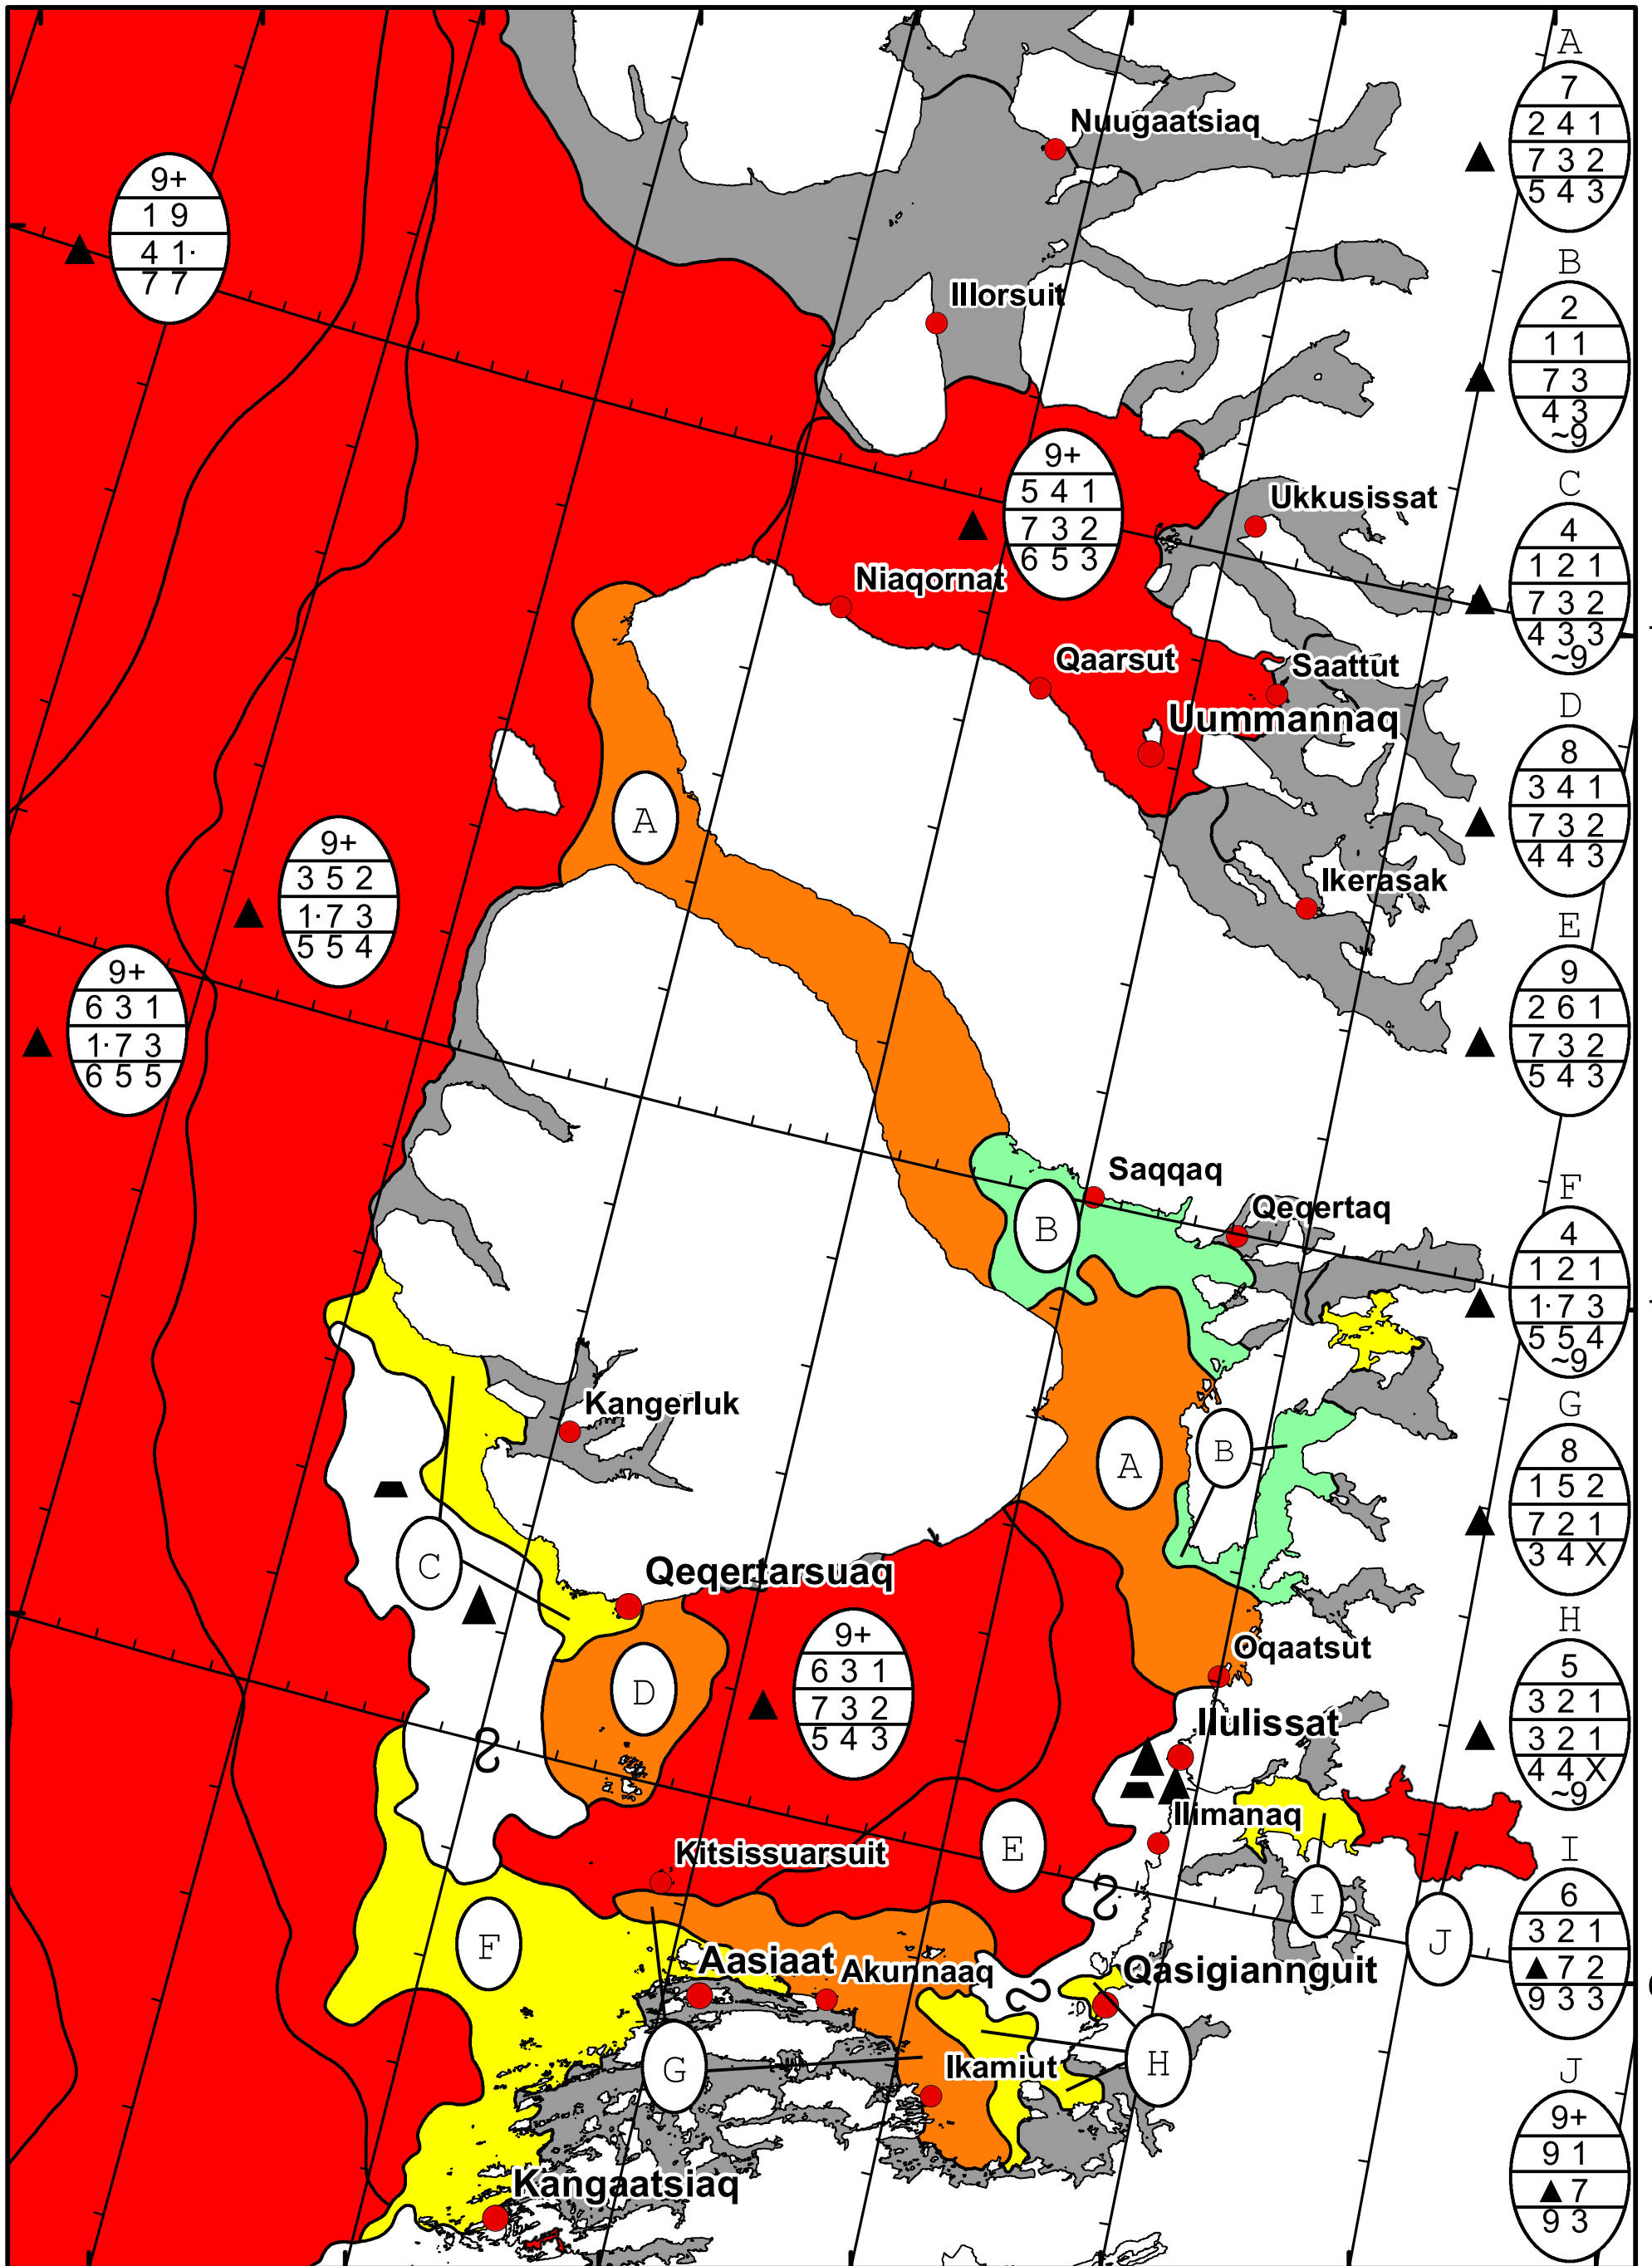 A
7
2 4 1
7 3 2
5 4 3
Nuugaatsiaq
9+
1 9
4 1·
7 7
B
2
1 1
7 3
4 3
~9
Illorsuit
9+
5 4 1
7 3 2
6 5 3
C
4
1 2 1
7 3 2
4 3 3
~9
Ukkusissat
Niaqornat
Qaarsut
Saattut
Uummannaq
D
8
3 4 1
7 3 2
4 4 3
A
9+
3 5 2
1·7 3
5 5 4
Ikerasak
E
9
2 6 1
7 3 2
5 4 3
9+
6 3 1
1·7 3
6 5 5
Saqqaq
Qeqertaq
B
F
4
1 2 1
1·7 3
5 5 4
~9
Kangerluk
A
B
G
8
1 5 2
7 2 1
3 4 X
C
Qeqertarsuaq
9+
6 3 1
7 3 2
5 4 3
D
Oqaatsut
H
5
3 2 1
3 2 1
4 4 X
~9
Ilulissat
Ilimanaq
Kitsissuarsuit
E
I
J
I
6
3 2 1
▲ 7 2
9 3 3
F
Aasiaat
Akunnaaq
Qasigiannguit
G
Ikamiut
H
J
9+
9 1
▲ 7
9 3
Kangaatsiaq